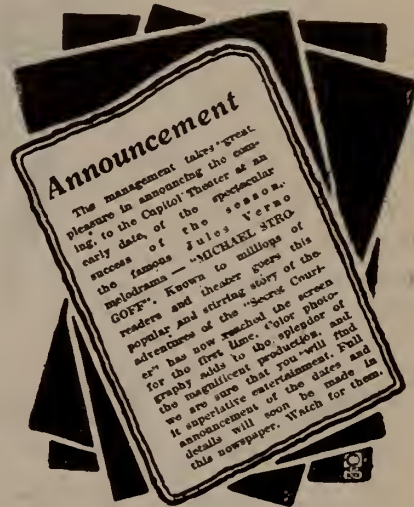 Announcement
The management takes great
pleasure in announcing the com-
ing, to the Capitol Theater at an
early date, of the spectacular
success of the season,
the famous Jules Verne
melodrama — "MICHAEL STRO-
GOFF". Known to millions of
readers and theater goers this
popular and stirring story of the
adventures of the "Secret Couri-
er" has now reached the screen
for the first time. Color photo-
graphy adds to the splendor of
the magnificent production, and
we are sure that you will find
it superlative entertainment. Full
announcement of the dates and
details will soon be made in
this newspaper. Watch for them.